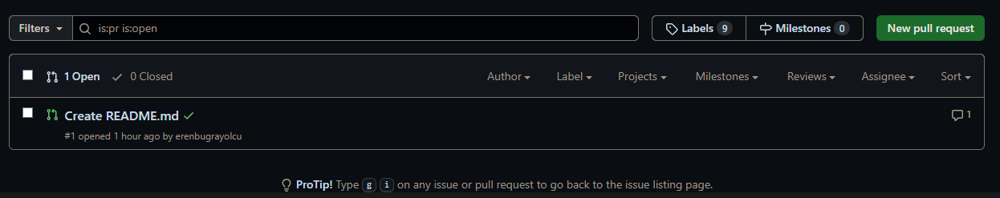 Filters is:pr is:open Labels 9 Milestones 0 New pull request
1 Open 0 Closed Author Label Projects Milestones Reviews Assignee Sort
Create README.md 1
#1 opened 1 hour ago by erenbugrayolcu
ProTip! Type g i on any issue or pull request to go back to the issue listing page.